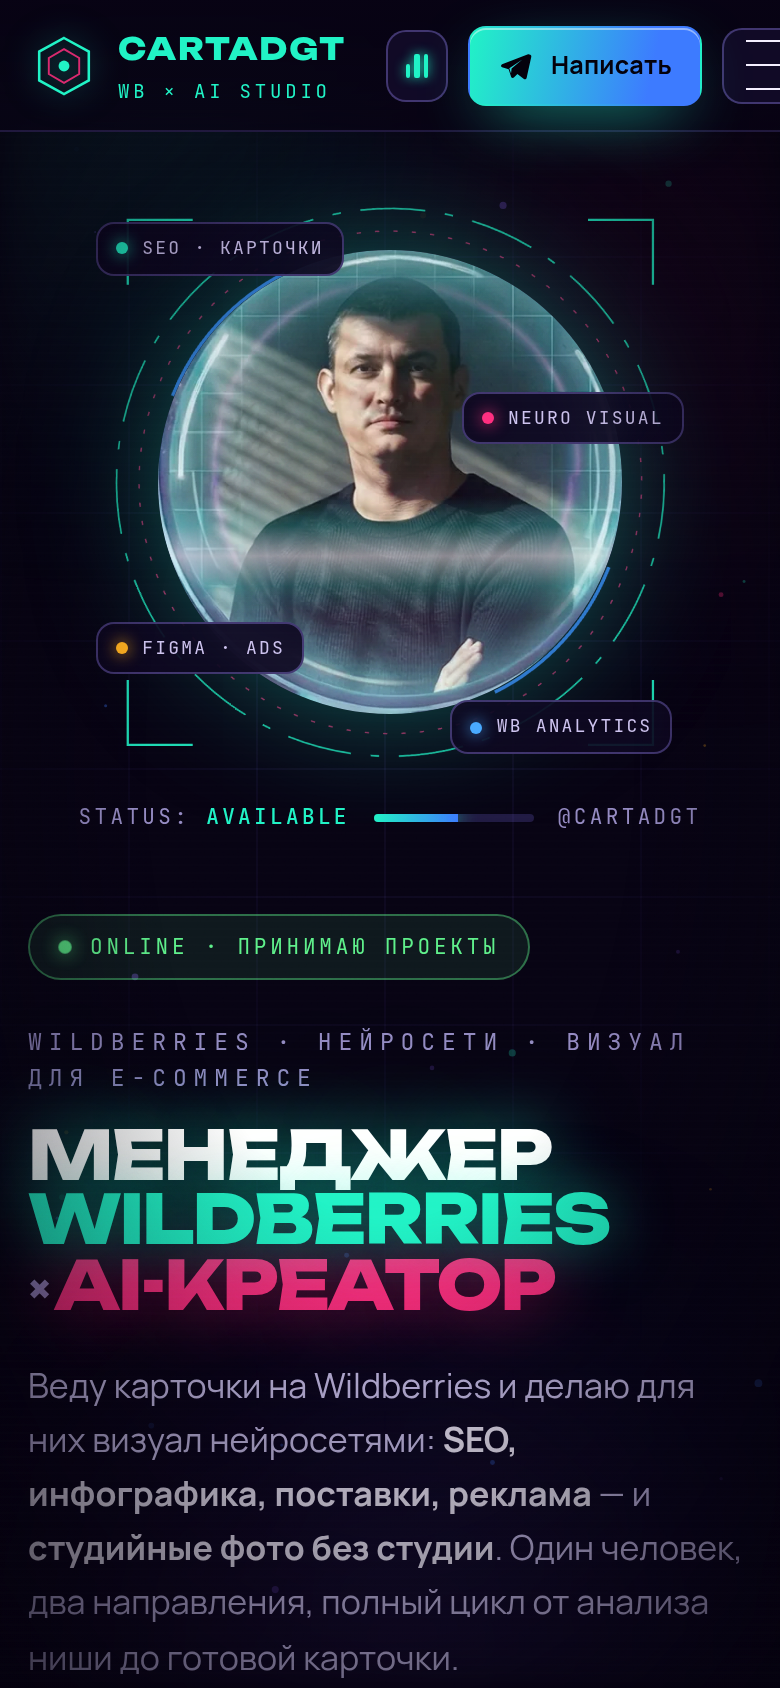 CARTADGT
WB × AI STUDIO
Написать
SEO · КАРТОЧКИ
NEURO VISUAL
FIGMA · ADS
WB ANALYTICS
STATUS: AVAILABLE
@CARTADGT
ONLINE · ПРИНИМАЮ ПРОЕКТЫ
WILDBERRIES · НЕЙРОСЕТИ · ВИЗУАЛ
ДЛЯ E-COMMERCE
МЕНЕДЖЕР
WILDBERRIES
×AI-КРЕАТОР
Веду карточки на Wildberries и делаю для
них визуал нейросетями: SEO,
инфографика, поставки, реклама — и
студийные фото без студии. Один человек,
два направления, полный цикл от анализа
ниши до готовой карточки.